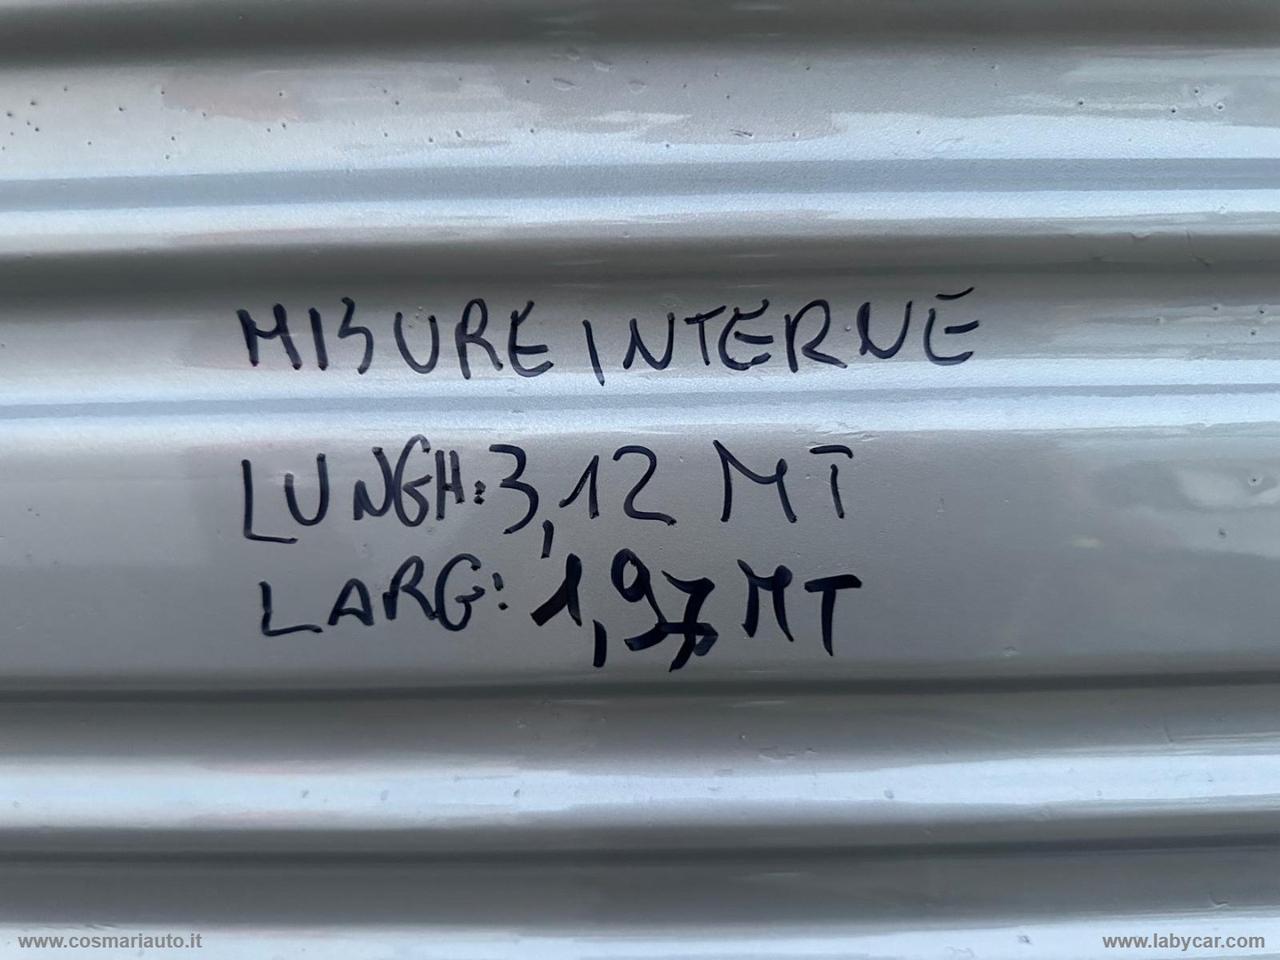 MISURE INTERNE
LUNGH: 3,12 MT
LARG: 1,97 MT
www.cosmariauto.it
www.labycar.com